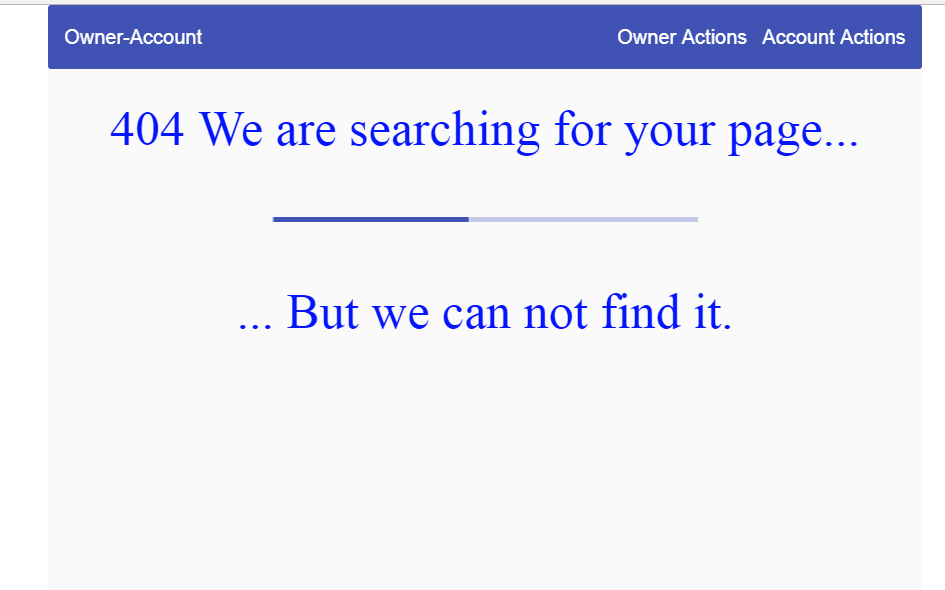 Owner-Account Owner Actions Account Actions
404 We are searching for your page...
... But we can not find it.